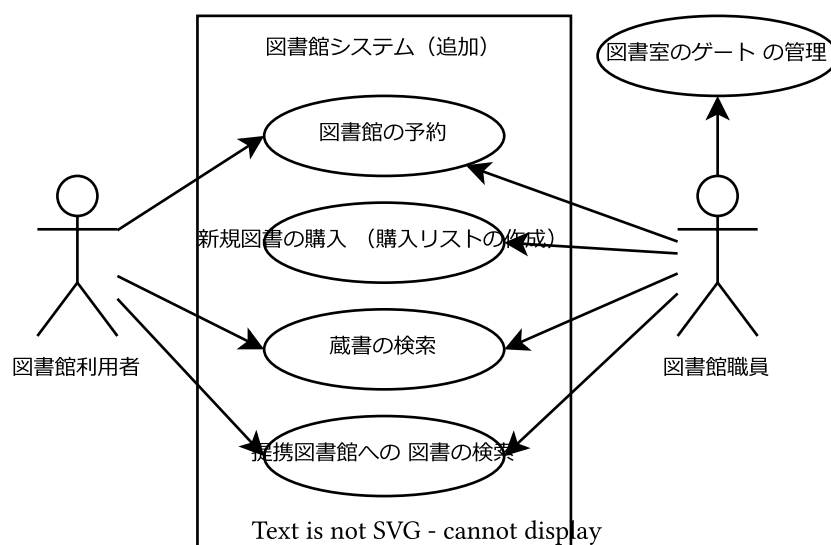 図書館システム（追加）
図書室のゲート の管理
図書館の予約
新規図書の購入 （購入リストの作成）
蔵書の検索
図書館利用者
図書館職員
提携図書館への 図書の検索
Text is not SVG - cannot display